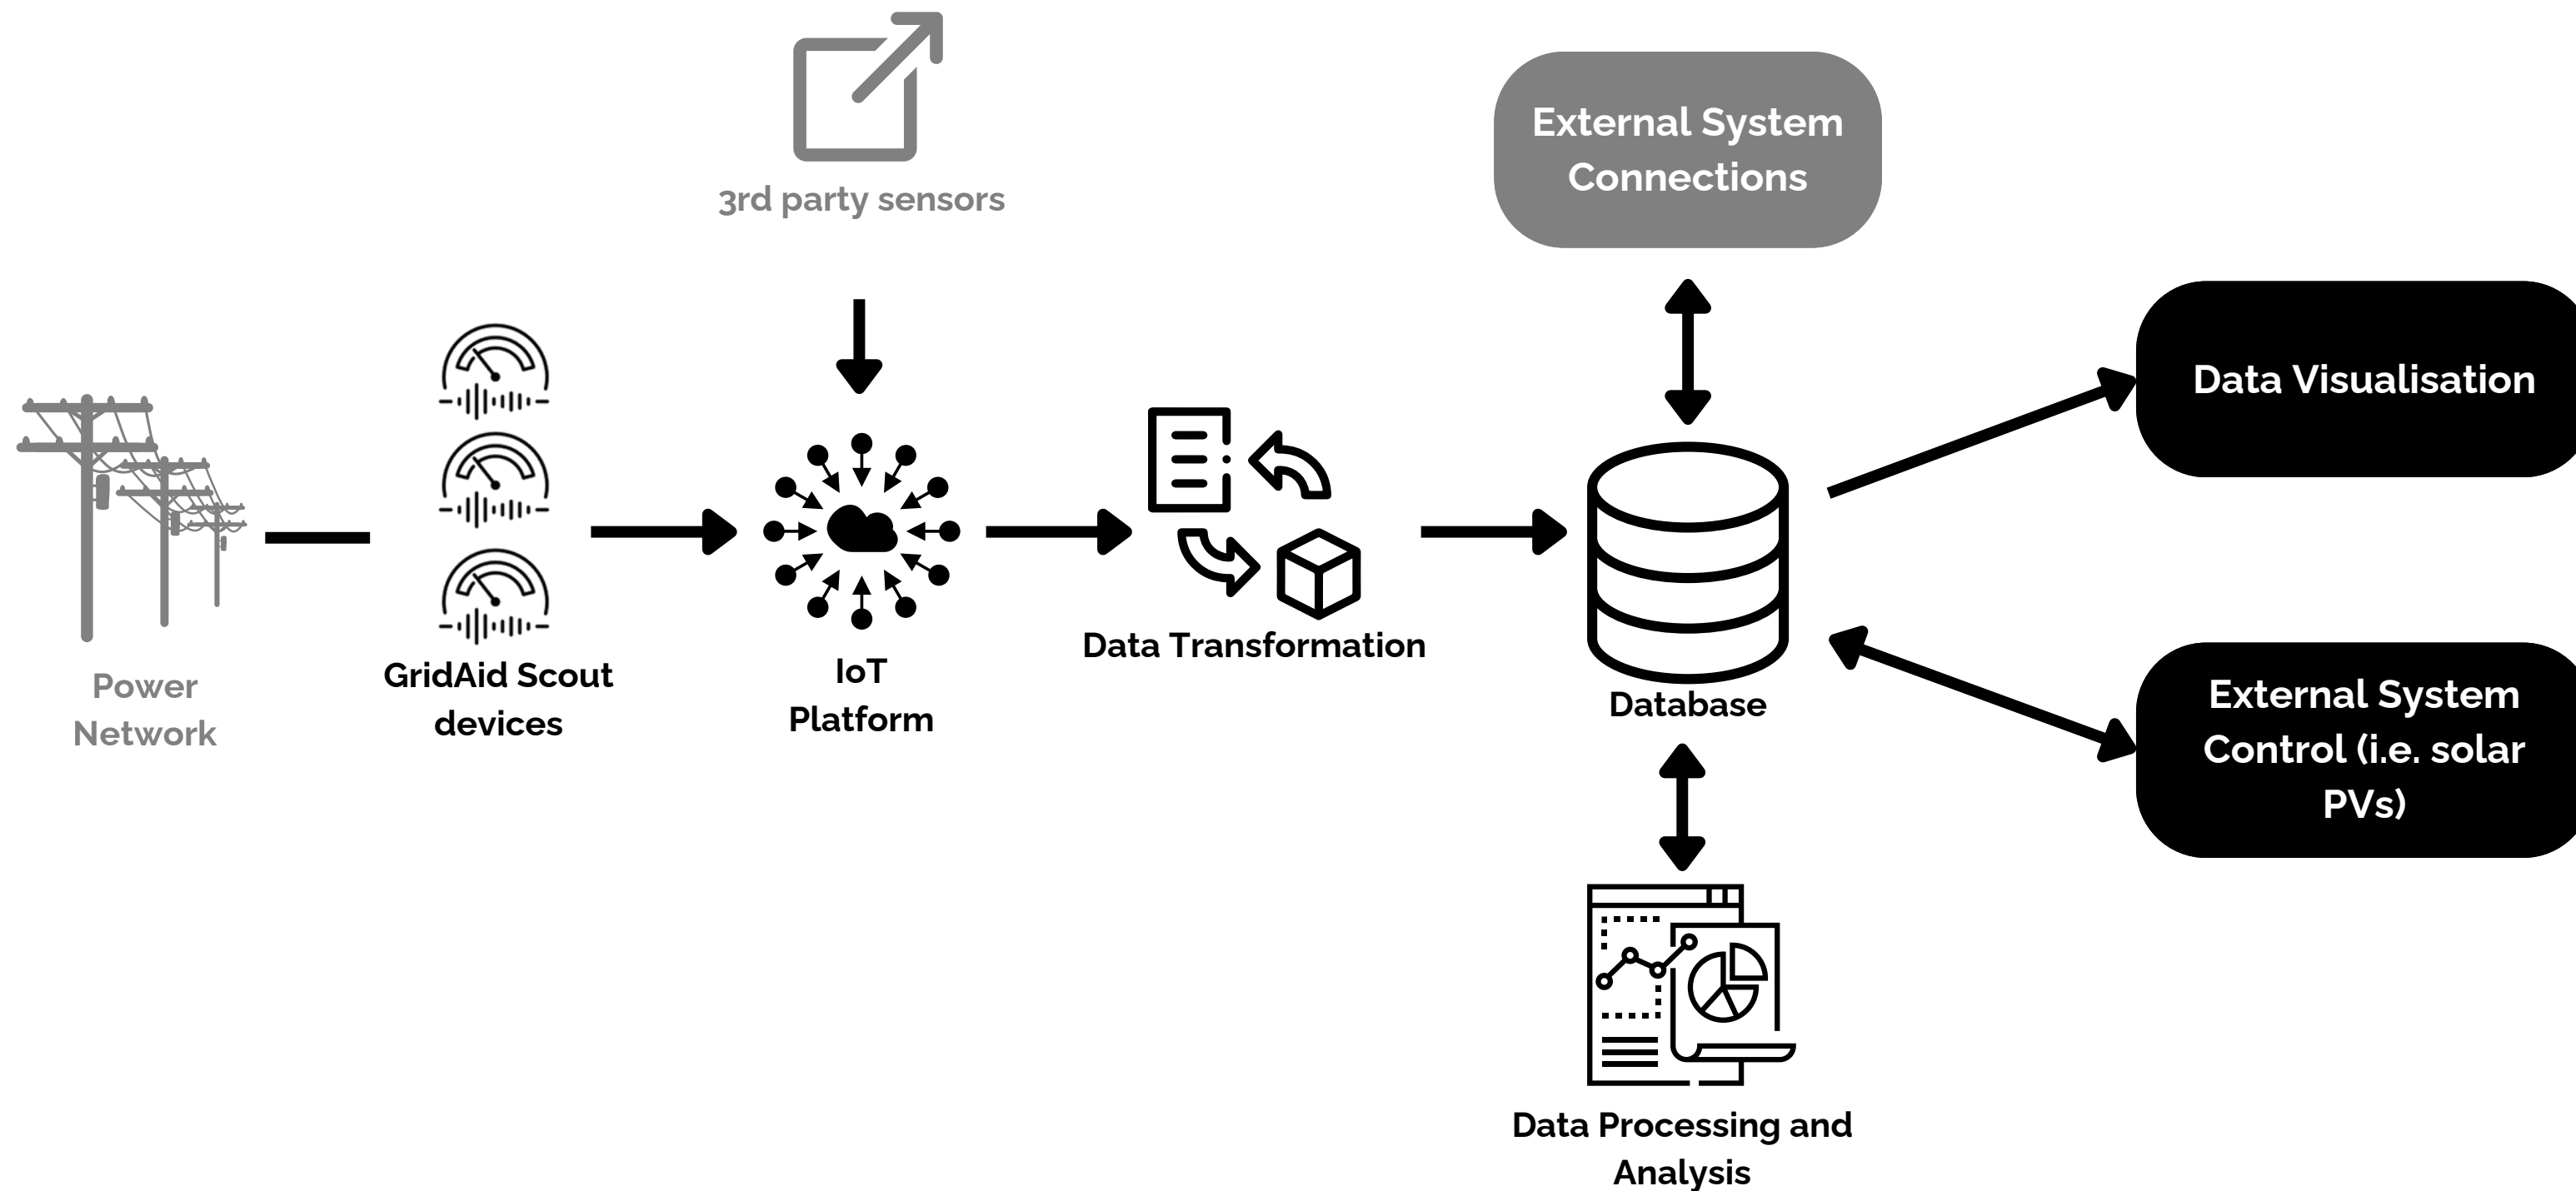 3rd party sensors
External System
Connections
Data Visualisation
Power
Network
GridAid Scout
devices
IoT
Platform
Data Transformation
Database
External System
Control (i.e. solar
PVs)
Data Processing and
Analysis